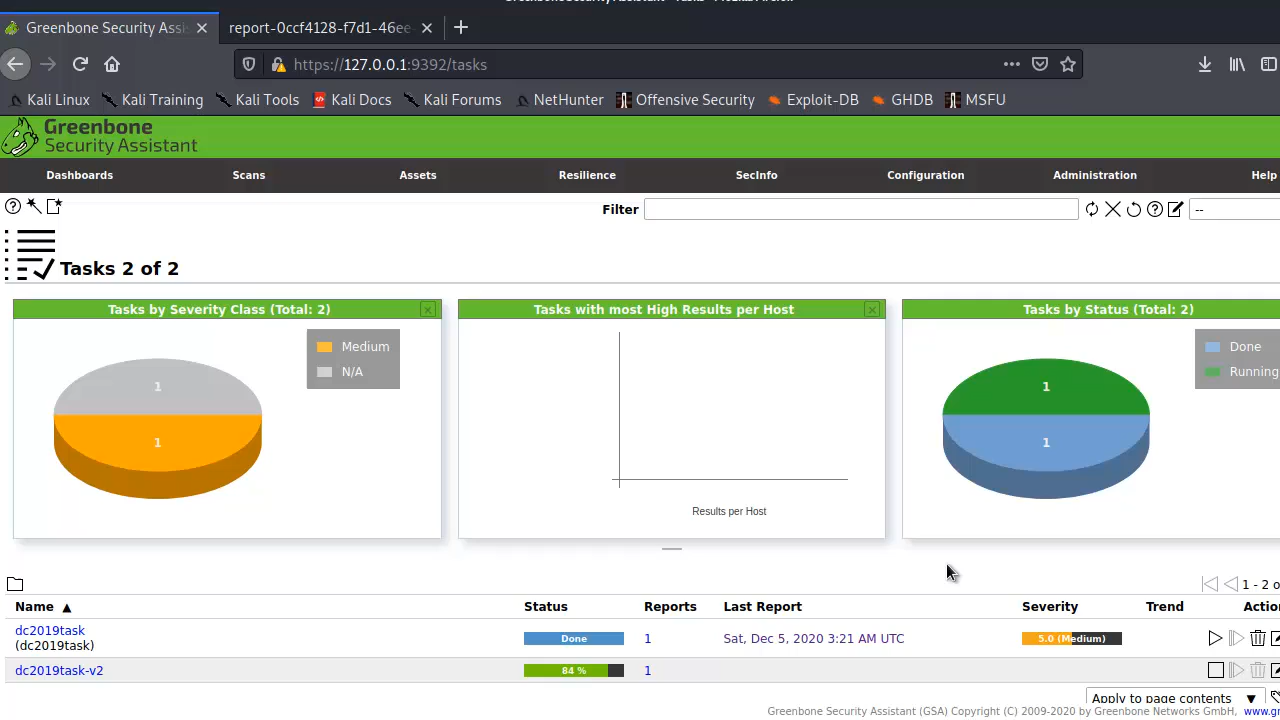 Greenbone Security Assis
report-0ccf4128-f7d1-46ee
https://127.0.0.1:9392/tasks
Kali Linux Kali Training Kali Tools Kali Docs Kali Forums NetHunter Offensive Security Exploit-DB GHDB MSFU
Greenbone
Security Assistant
Dashboards Scans Assets Resilience SecInfo Configuration Administration Help
Filter --
Tasks 2 of 2
Tasks by Severity Class (Total: 2)
Medium
N/A
1
1
Tasks with most High Results per Host
Results per Host
Tasks by Status (Total: 2)
Done
Running
1
1
1 - 2 o
Name ▲ Status Reports Last Report Severity Trend Actio
dc2019task Done 1 Sat, Dec 5, 2020 3:21 AM UTC 5.0 (Medium)
(dc2019task)
dc2019task-v2 84 % 1
Apply to page contents ▼
Greenbone Security Assistant (GSA) Copyright (C) 2009-2020 by Greenbone Networks GmbH, www.gr